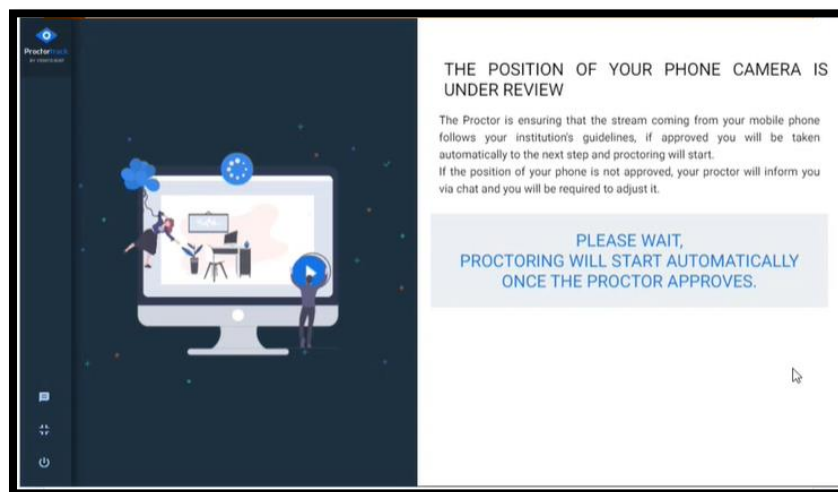 ProctorTrack
THE POSITION OF YOUR PHONE CAMERA IS
UNDER REVIEW
The Proctor is ensuring that the stream coming from your mobile phone
follows your institution's guidelines, if approved you will be taken
automatically to the next step and proctoring will start.
If the position of your phone is not approved, your proctor will inform you
via chat and you will be required to adjust it.
PLEASE WAIT,
PROCTORING WILL START AUTOMATICALLY
ONCE THE PROCTOR APPROVES.